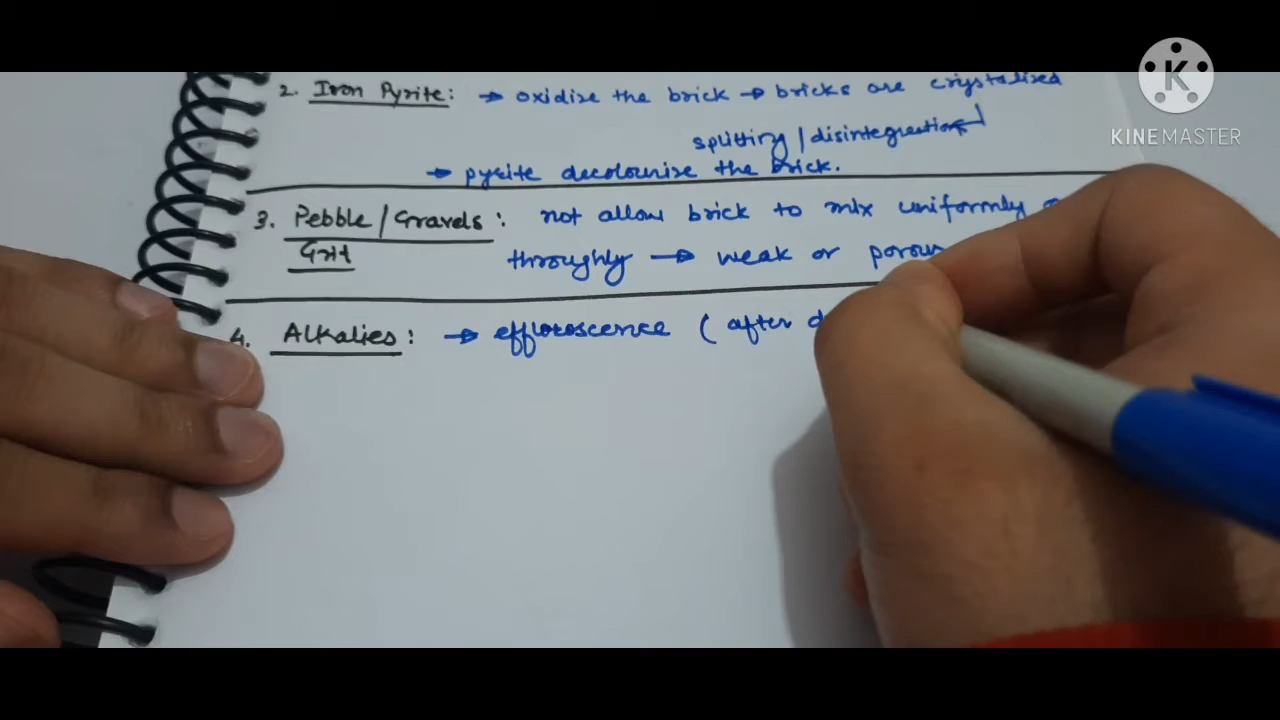 2. Iron Pyrite: → oxidise the brick → bricks are crystalised
splitting / disintegration
→ pyrite decolourise the brick.
3. Pebble / Gravels : not allow brick to mix uniformly
Grit throughly → weak or porous
4. Alkalies : → efflorescence ( after
K
KINEMASTER